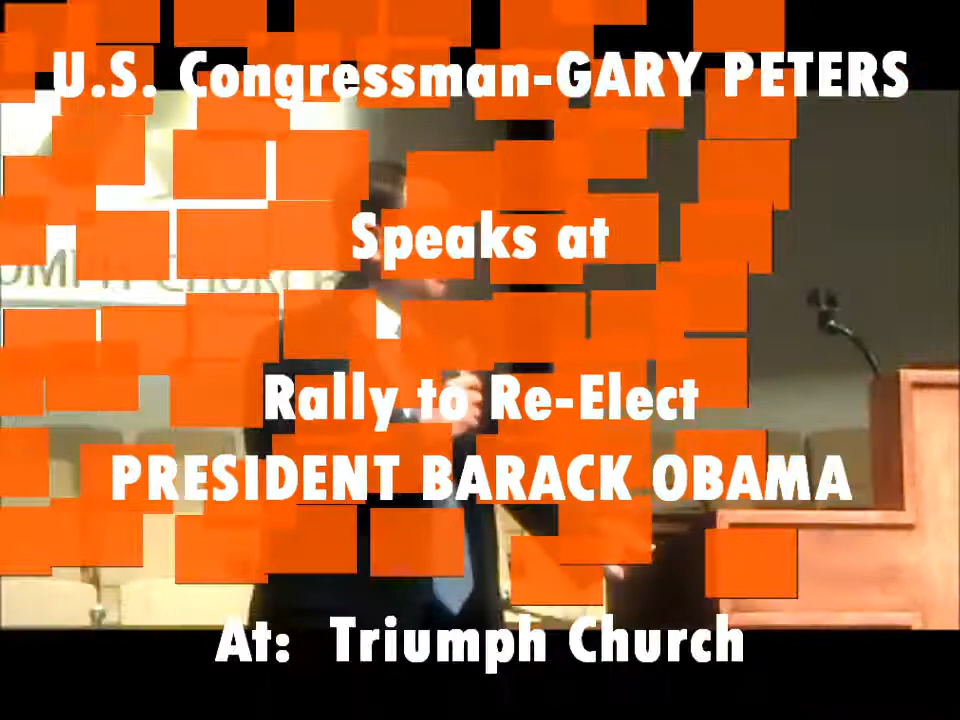 U.S. Congressman-GARY PETERS
Speaks at
Rally to Re-Elect
PRESIDENT BARACK OBAMA
At: Triumph Church